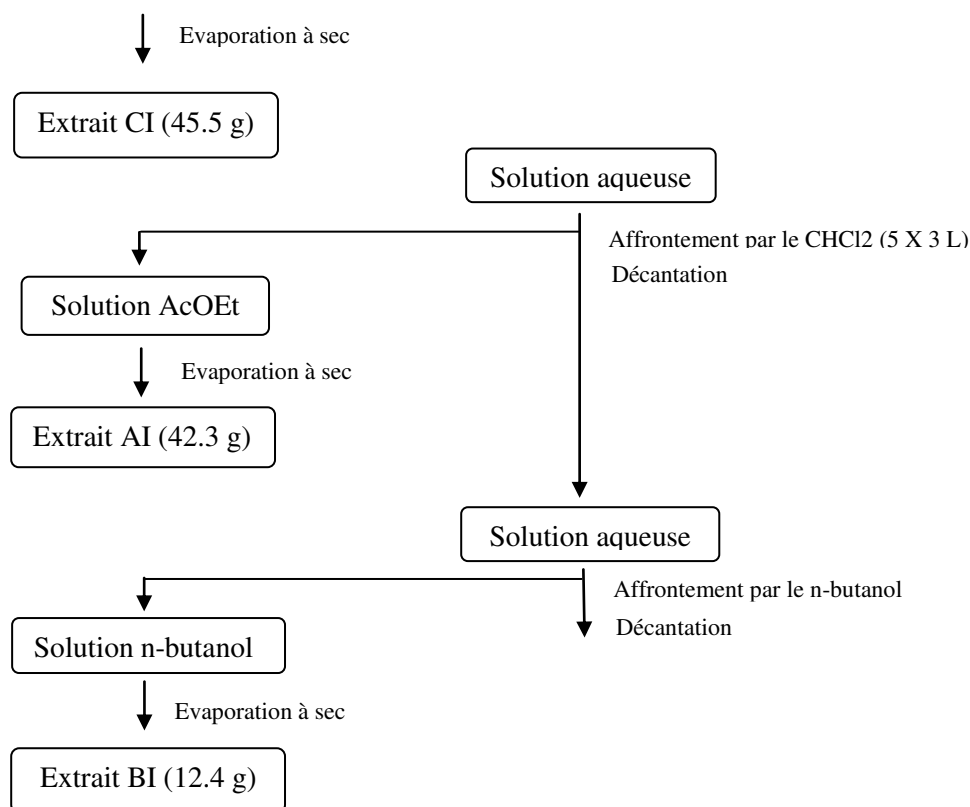 Evaporation à sec
Extrait CI (45.5 g)
Solution aqueuse
Affrontement par le CHCl2 (5 X 3 L)
Décantation
Solution AcOEt
Evaporation à sec
Extrait AI (42.3 g)
Solution aqueuse
Affrontement par le n-butanol
Décantation
Solution n-butanol
Evaporation à sec
Extrait BI (12.4 g)